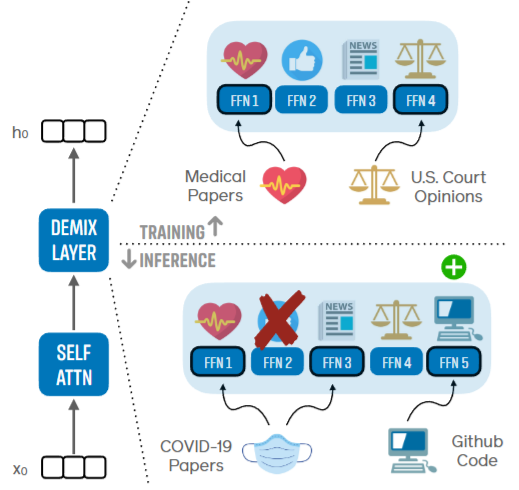 NEWS
FFN 1 FFN 2 FFN 3 FFN 4
h₀
Medical
Papers
U.S. Court
Opinions
DEMIX
LAYER
TRAINING
INFERENCE
NEWS
FFN 1 FFN 2 FFN 3 FFN 4 FFN 5
SELF
ATTN
COVID-19
Papers
Github
Code
x₀